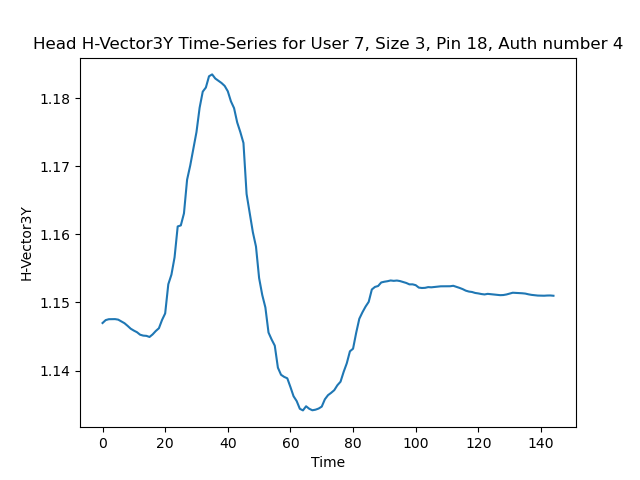 Head H-Vector3Y Time-Series for User 7, Size 3, Pin 18, Auth number 4
1.18
1.17
1.16
1.15
1.14
H-Vector3Y
0 20 40 60 80 100 120 140
Time